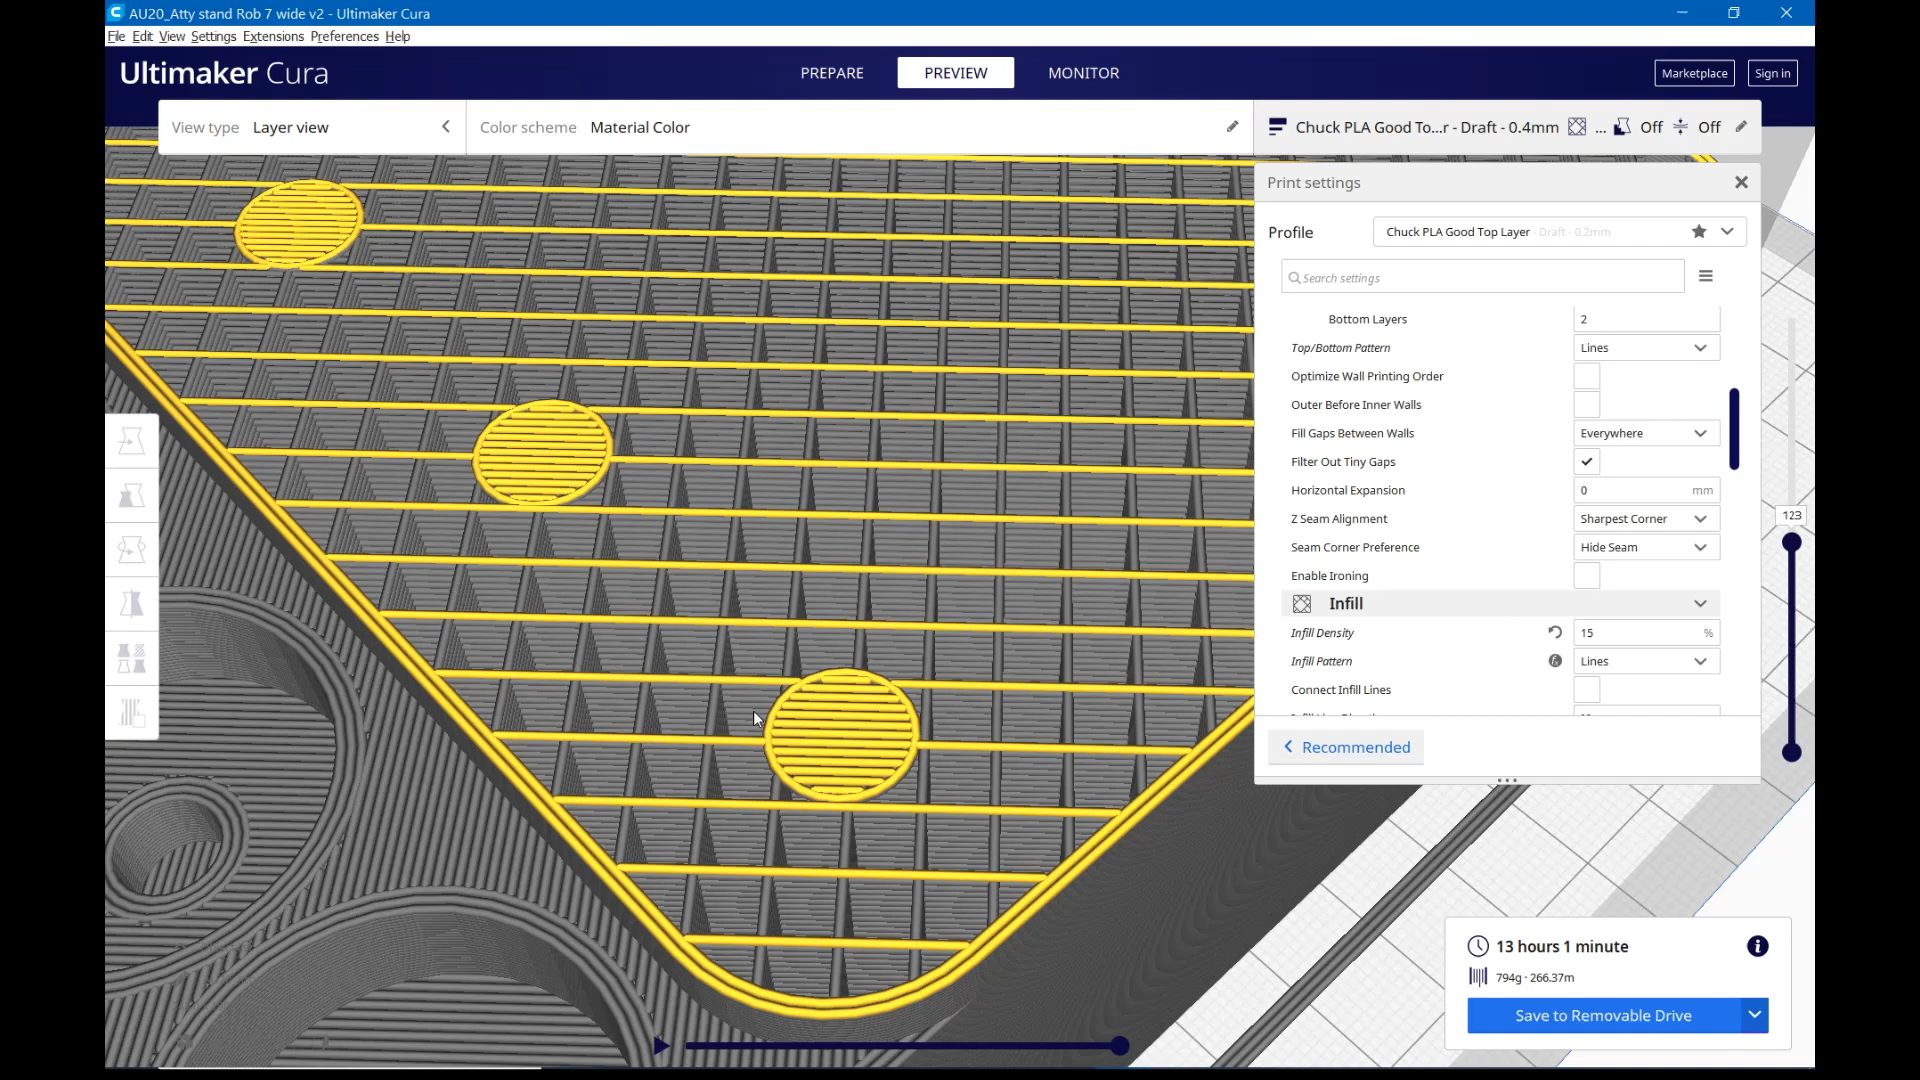 AU20_Atty stand Rob 7 wide v2 - Ultimaker Cura
File Edit View Settings Extensions Preferences Help
Ultimaker Cura
PREPARE
PREVIEW
MONITOR
Marketplace
Sign in
View type Layer view
Color scheme Material Color
Chuck PLA Good To...r - Draft - 0.4mm ... Off Off
Print settings
Profile
Chuck PLA Good Top Layer Draft - 0.2mm
Search settings
Bottom Layers 2
Top/Bottom Pattern Lines
Optimize Wall Printing Order
Outer Before Inner Walls
Fill Gaps Between Walls Everywhere
Filter Out Tiny Gaps
Horizontal Expansion 0 mm
Z Seam Alignment Sharpest Corner
Seam Corner Preference Hide Seam
Enable Ironing
Infill
Infill Density 15 %
Infill Pattern Lines
Connect Infill Lines
Recommended
123
13 hours 1 minute
794g · 266.37m
Save to Removable Drive